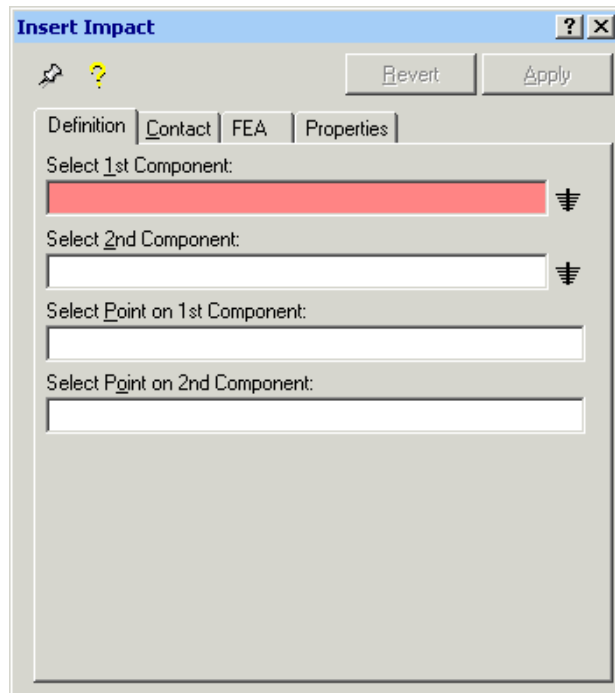 Insert Impact
Revert Apply
Definition Contact FEA Properties
Select 1st Component:
Select 2nd Component:
Select Point on 1st Component:
Select Point on 2nd Component: